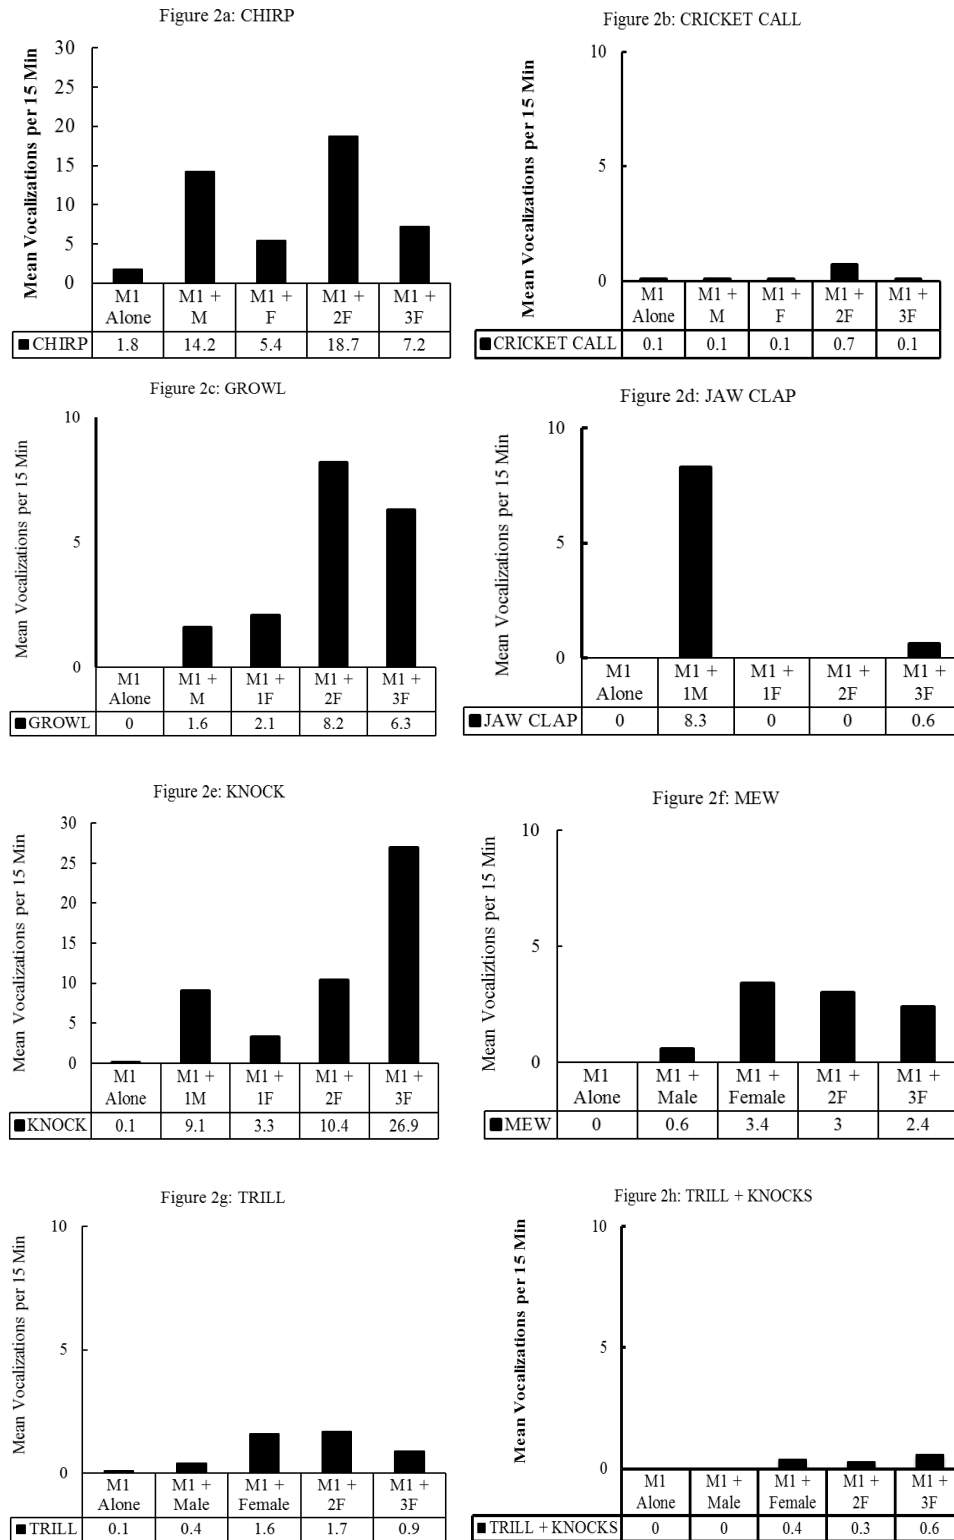 Figure 2a: CHIRP
Mean Vocalizations per 15 Min
30
25
20
15
10
5
0
M1 Alone M1 + M M1 + F M1 + 2F M1 + 3F
CHIRP 1.8 14.2 5.4 18.7 7.2
Figure 2b: CRICKET CALL
Mean Vocalizations per 15 Min
10
5
0
M1 Alone M1 + M M1 + F M1 + 2F M1 + 3F
CRICKET CALL 0.1 0.1 0.1 0.7 0.1
Figure 2c: GROWL
Mean Vocalizations per 15 Min
10
5
0
M1 Alone M1 + M M1 + 1F M1 + 2F M1 + 3F
GROWL 0 1.6 2.1 8.2 6.3
Figure 2d: JAW CLAP
Mean Vocalizations per 15 Min
10
5
0
M1 Alone M1 + 1M M1 + 1F M1 + 2F M1 + 3F
JAW CLAP 0 8.3 0 0 0.6
Figure 2e: KNOCK
Mean Vocalizations per 15 Min
30
25
20
15
10
5
0
M1 Alone M1 + 1M M1 + 1F M1 + 2F M1 + 3F
KNOCK 0.1 9.1 3.3 10.4 26.9
Figure 2f: MEW
Mean Vocaliztions per 15 Min
10
5
0
M1 Alone M1 + Male M1 + Female M1 + 2F M1 + 3F
MEW 0 0.6 3.4 3 2.4
Figure 2g: TRILL
Mean Vocalizations per 15 Min
10
5
0
M1 Alone M1 + Male M1 + Female M1 + 2F M1 + 3F
TRILL 0.1 0.4 1.6 1.7 0.9
Figure 2h: TRILL + KNOCKS
Mean Vocalizations per 15 Min
10
5
0
M1 Alone M1 + Male M1 + Female M1 + 2F M1 + 3F
TRILL + KNOCKS 0 0 0.4 0.3 0.6